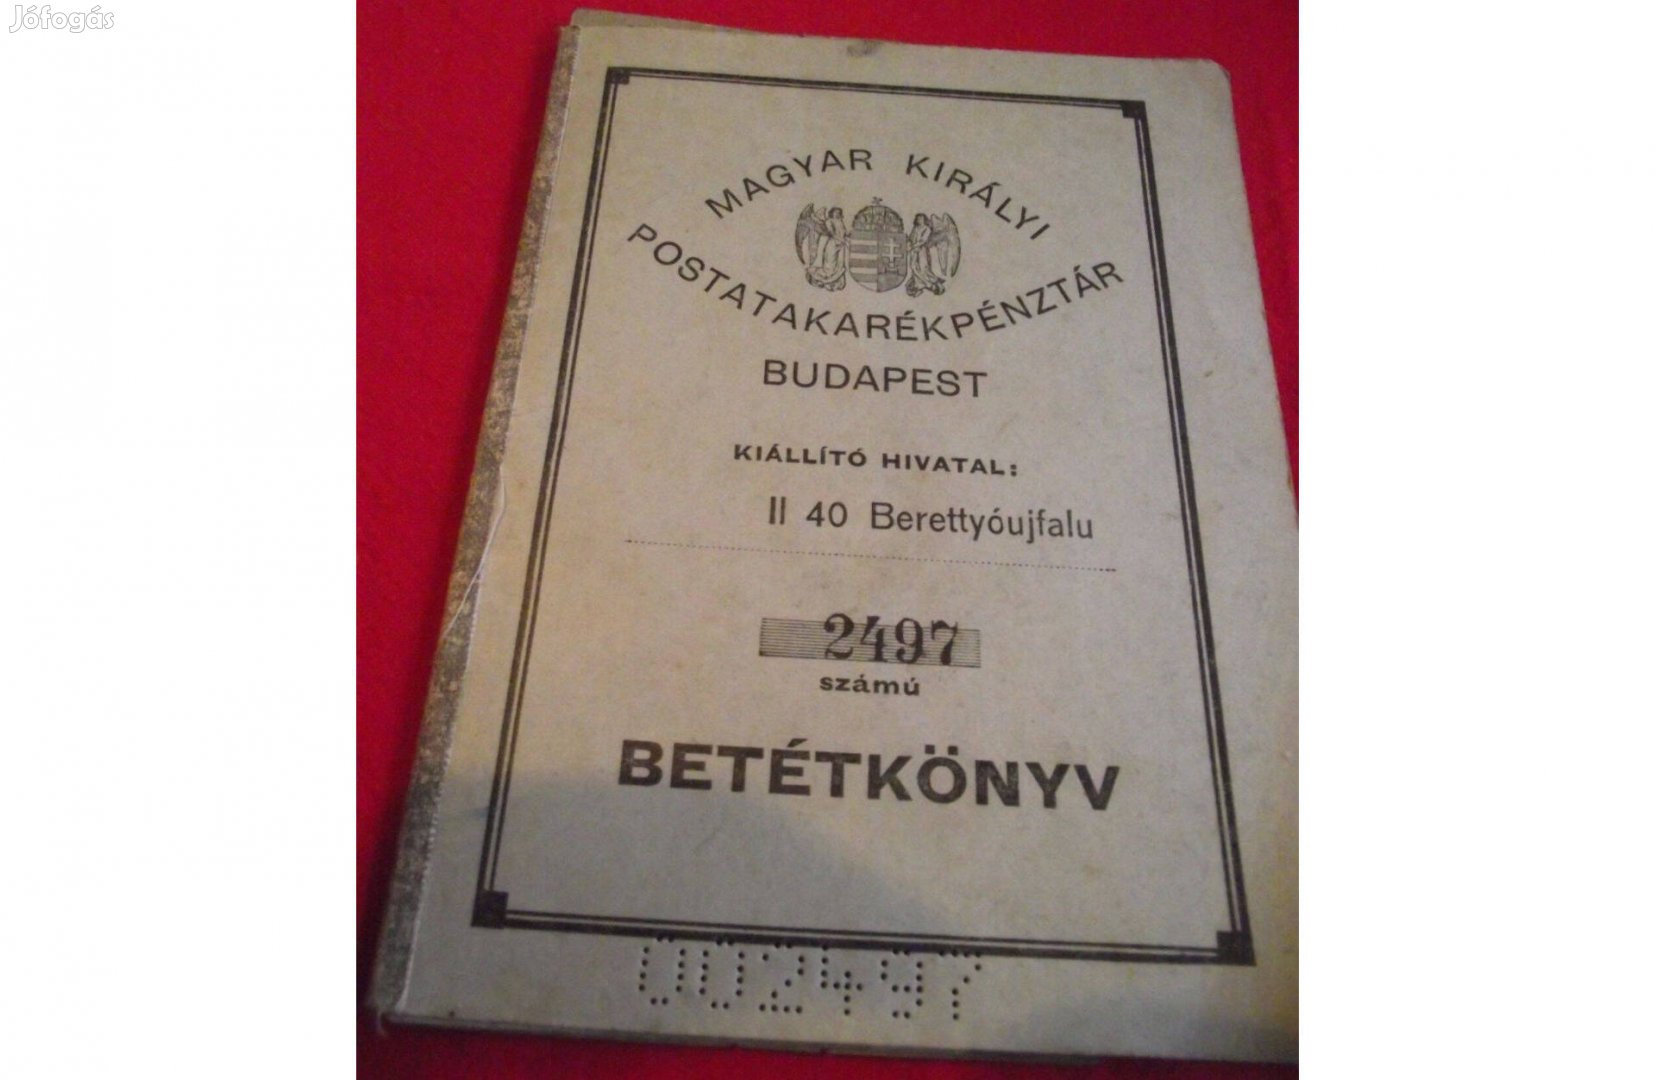 Jófogás
MAGYAR KIRÁLYI
POSTATAKARÉKPÉNZTÁR
BUDAPEST
KIÁLLÍTÓ HIVATAL:
II 40 Berettyóujfalu
2497
számú
BETÉTKÖNYV
002497